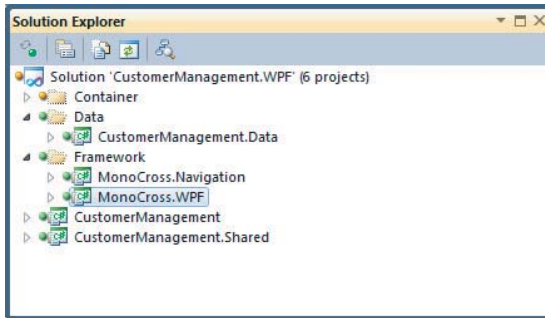 Solution Explorer
Solution 'CustomerManagement.WPF' (6 projects)
Container
Data
CustomerManagement.Data
Framework
MonoCross.Navigation
MonoCross.WPF
CustomerManagement
CustomerManagement.Shared